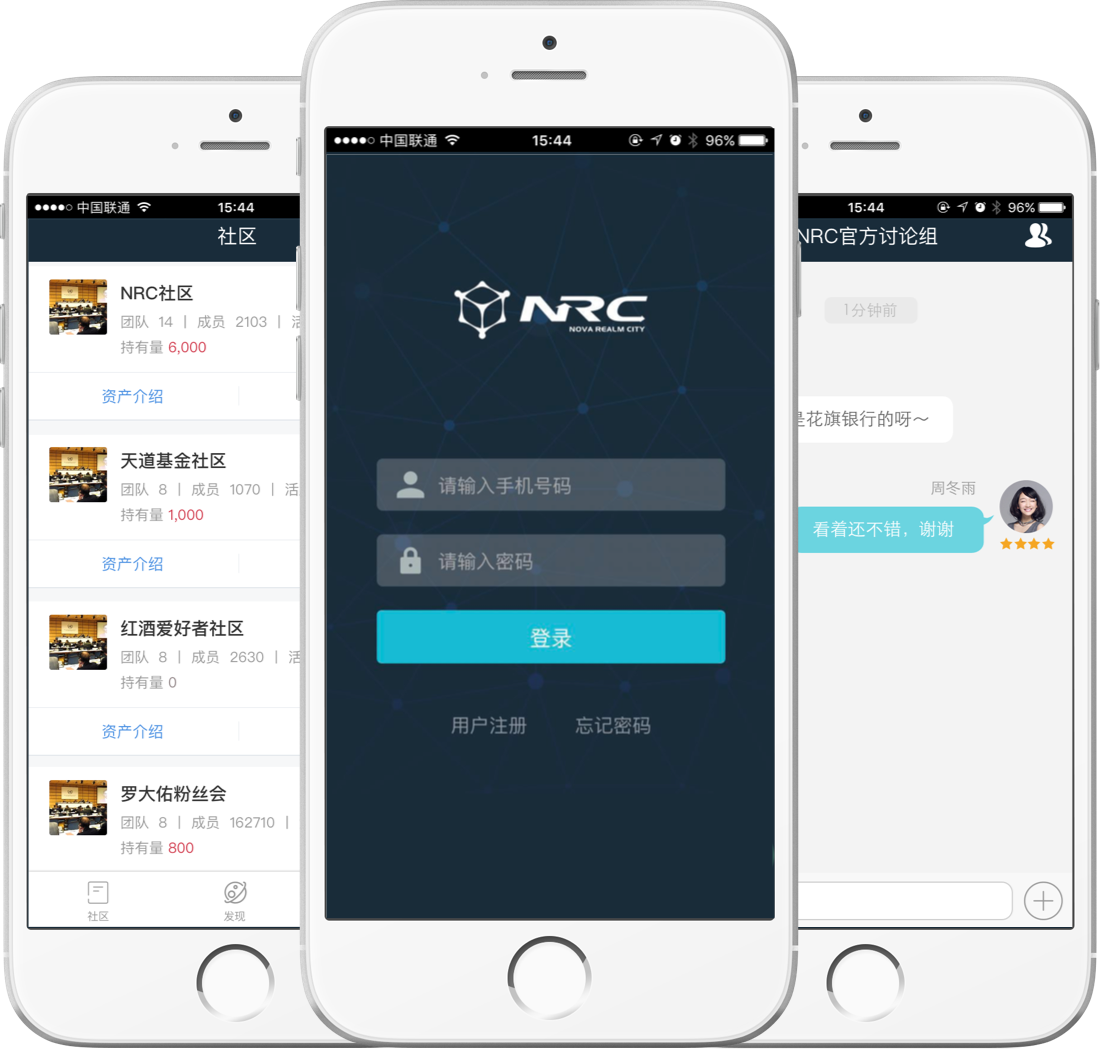 中国联通
15:44
社区
NRC社区
团队 14 | 成员 2103 |
持有量 6,000
资产介绍
天道基金社区
团队 8 | 成员 1070 | 活
持有量 1,000
资产介绍
红酒爱好者社区
团队 8 | 成员 2630 | 活
持有量 0
资产介绍
罗大佑粉丝会
团队 8 | 成员 162710 |
持有量 800
社区
发现
中国联通
15:44
96%
NRC
NOVA REALM CITY
请输入手机号码
请输入密码
登录
用户注册
忘记密码
15:44
96%
NRC官方讨论组
1分钟前
是花旗银行的呀～
周冬雨
看着还不错，谢谢